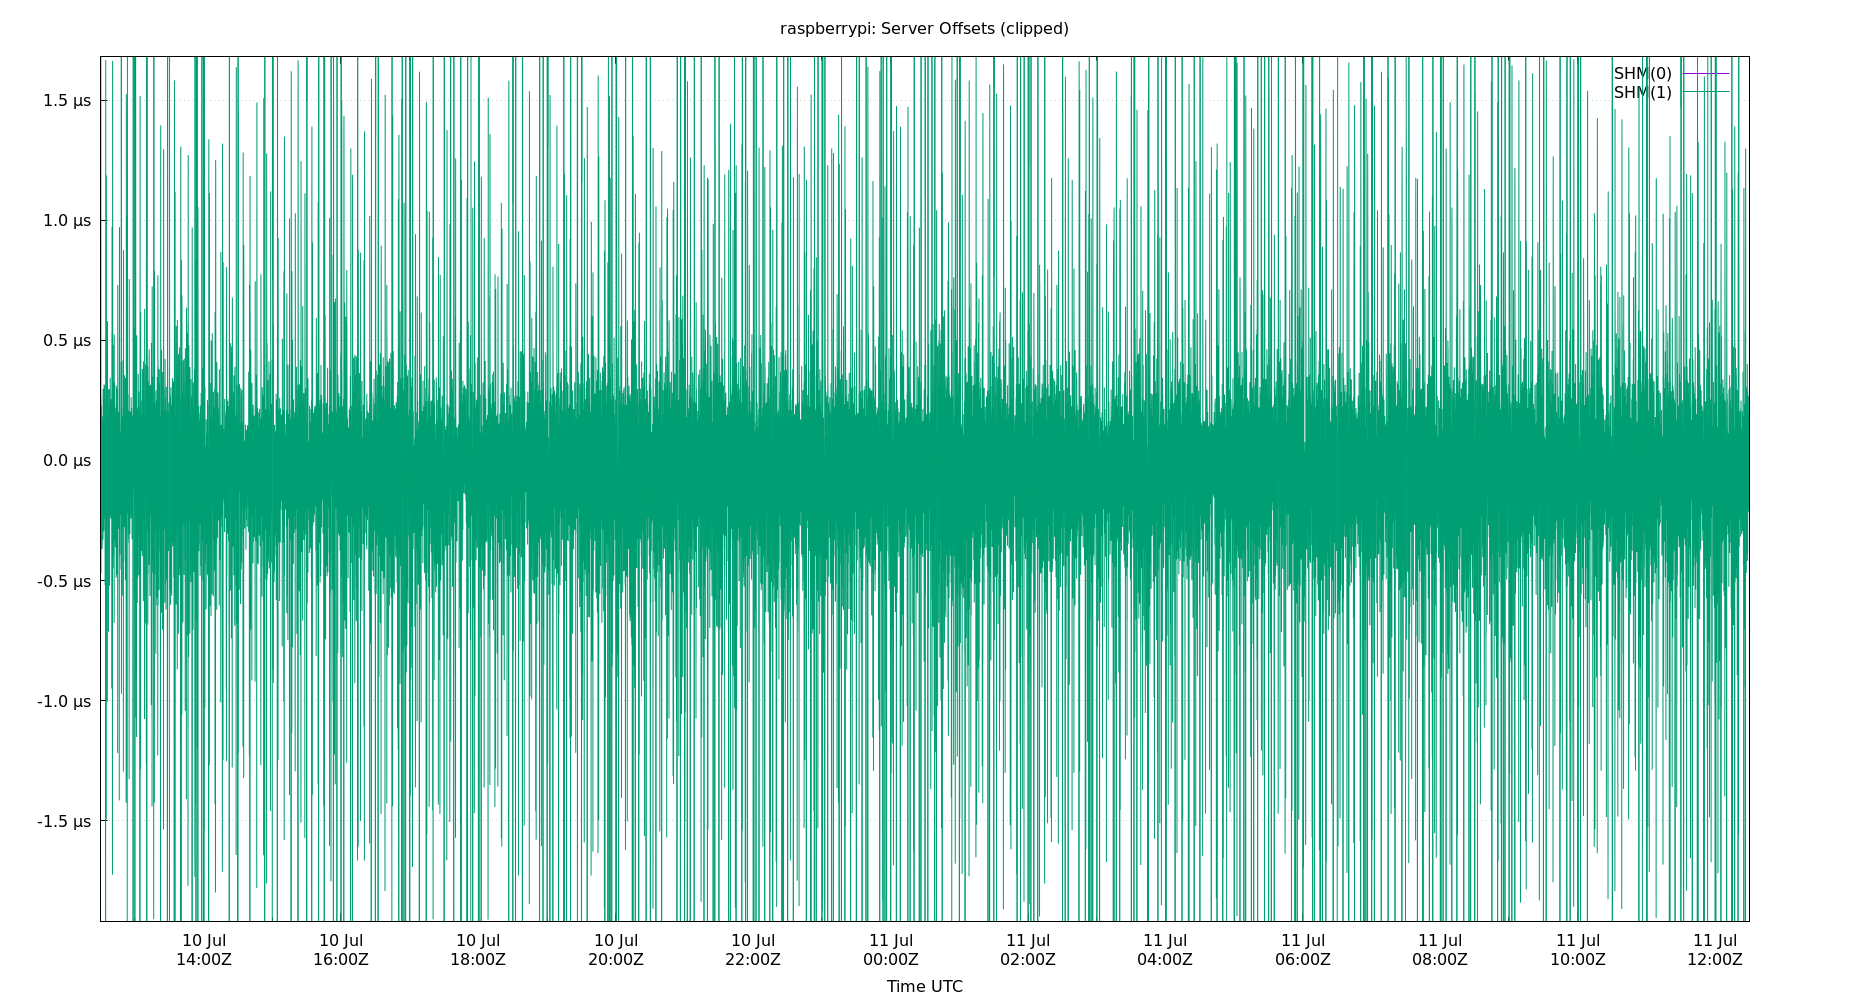 raspberrypi: Server Offsets (clipped)
SHM(0)
SHM(1)
1.5 µs
1.0 µs
0.5 µs
0.0 µs
-0.5 µs
-1.0 µs
-1.5 µs
10 Jul 10 Jul 10 Jul 10 Jul 10 Jul 11 Jul 11 Jul 11 Jul 11 Jul 11 Jul 11 Jul 11 Jul
14:00Z 16:00Z 18:00Z 20:00Z 22:00Z 00:00Z 02:00Z 04:00Z 06:00Z 08:00Z 10:00Z 12:00Z
Time UTC